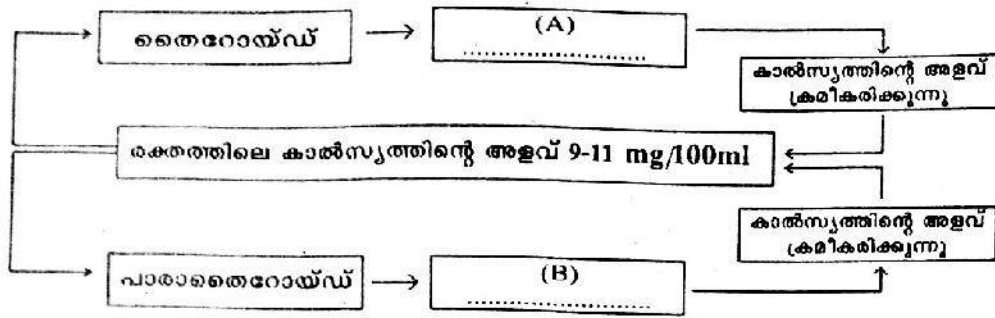 തൈറോയ്ഡ്
(A)
....................
കാൽസ്യത്തിന്റെ അളവ്
ക്രമീകരിക്കുന്നു
രക്തത്തിലെ കാൽസ്യത്തിന്റെ അളവ് 9-11 mg/100ml
കാൽസ്യത്തിന്റെ അളവ്
ക്രമീകരിക്കുന്നു
പാരാതൈറോയ്ഡ്
(B)
....................